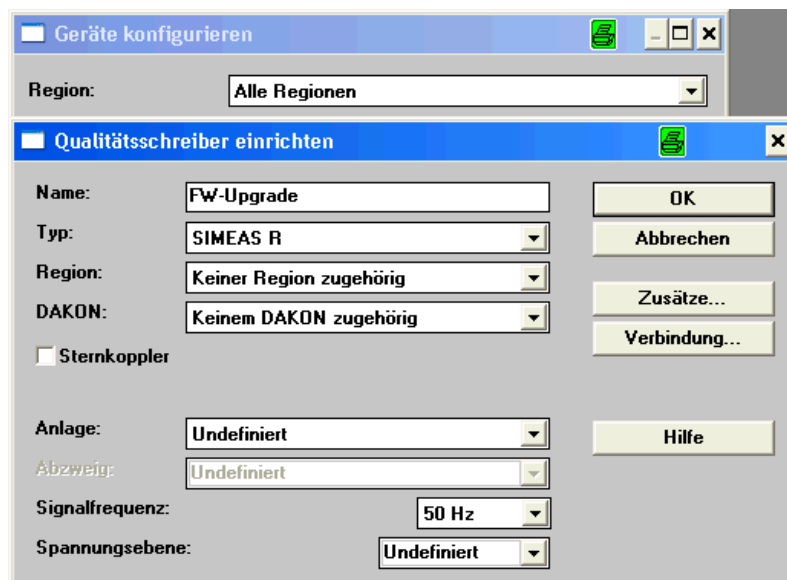 Geräte konfigurieren
Region: Alle Regionen
Qualitätsschreiber einrichten
Name: FW-Upgrade OK
Typ: SIMEAS R Abbrechen
Region: Keiner Region zugehörig
Zusätze...
DAKON: Keinem DAKON zugehörig
Verbindung...
Sternkoppler
Anlage: Undefiniert Hilfe
Abzweig: Undefiniert
Signalfrequenz: 50 Hz
Spannungsebene: Undefiniert